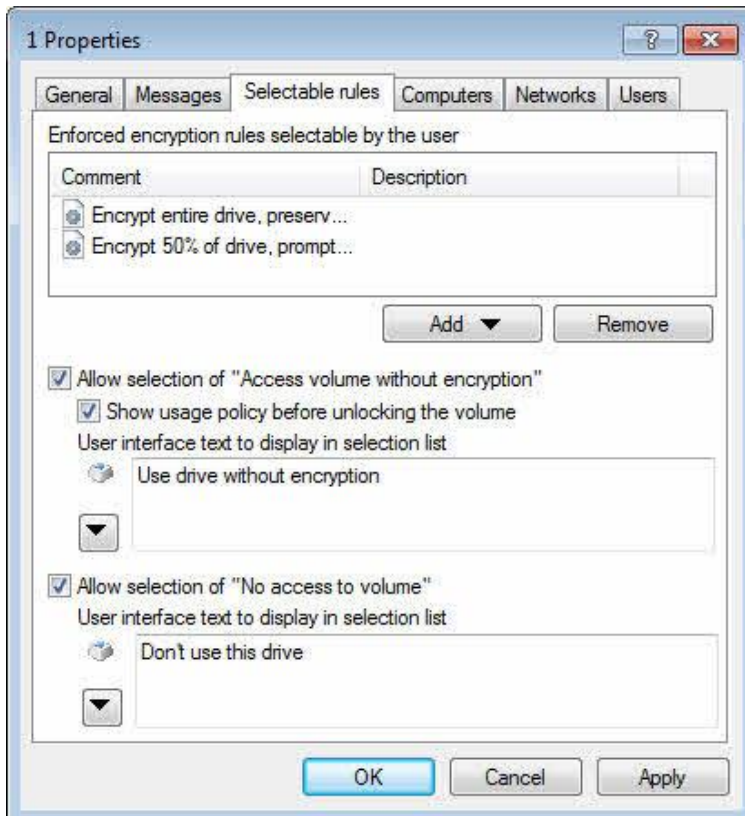 1 Properties
General Messages Selectable rules Computers Networks Users
Enforced encryption rules selectable by the user
Comment Description
Encrypt entire drive, preserv...
Encrypt 50% of drive, prompt...
Add Remove
Allow selection of "Access volume without encryption"
Show usage policy before unlocking the volume
User interface text to display in selection list
Use drive without encryption
Allow selection of "No access to volume"
User interface text to display in selection list
Don't use this drive
OK Cancel Apply